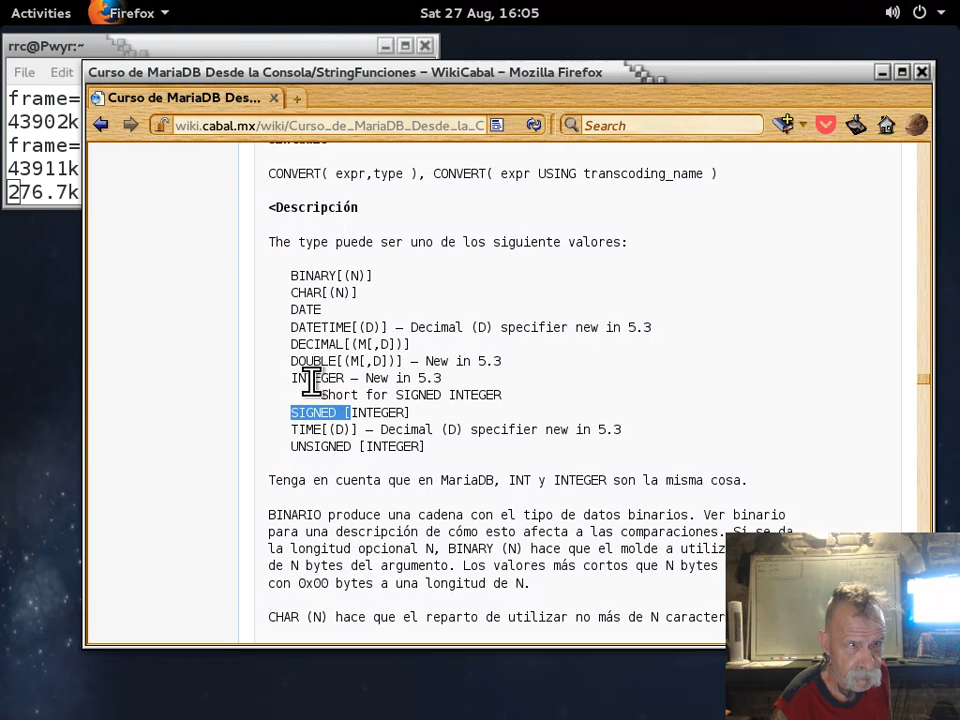 Activities Firefox Sat 27 Aug, 16:05
rrc@Pwyr:~
File Edit
frame=
43902k
frame=
43911k
276.7k
Curso de MariaDB Desde la Consola/StringFunciones – WikiCabal – Mozilla Firefox
Curso de MariaDB Des...
wiki.cabal.mx/wiki/Curso_de_MariaDB_Desde_la_C Search
CONVERT( expr,type ), CONVERT( expr USING transcoding_name )
<Descripción
The type puede ser uno de los siguiente valores:
BINARY[(N)]
CHAR[(N)]
DATE
DATETIME[(D)] – Decimal (D) specifier new in 5.3
DECIMAL[(M[,D])]
DOUBLE[(M[,D])] – New in 5.3
INTEGER – New in 5.3
Short for SIGNED INTEGER
SIGNED [INTEGER]
TIME[(D)] – Decimal (D) specifier new in 5.3
UNSIGNED [INTEGER]
Tenga en cuenta que en MariaDB, INT y INTEGER son la misma cosa.
BINARIO produce una cadena con el tipo de datos binarios. Ver binario
para una descripción de cómo esto afecta a las comparaciones. Si se da
la longitud opcional N, BINARY (N) hace que el molde a utiliz
de N bytes del argumento. Los valores más cortos que N bytes
con 0x00 bytes a una longitud de N.
CHAR (N) hace que el reparto de utilizar no más de N caracter